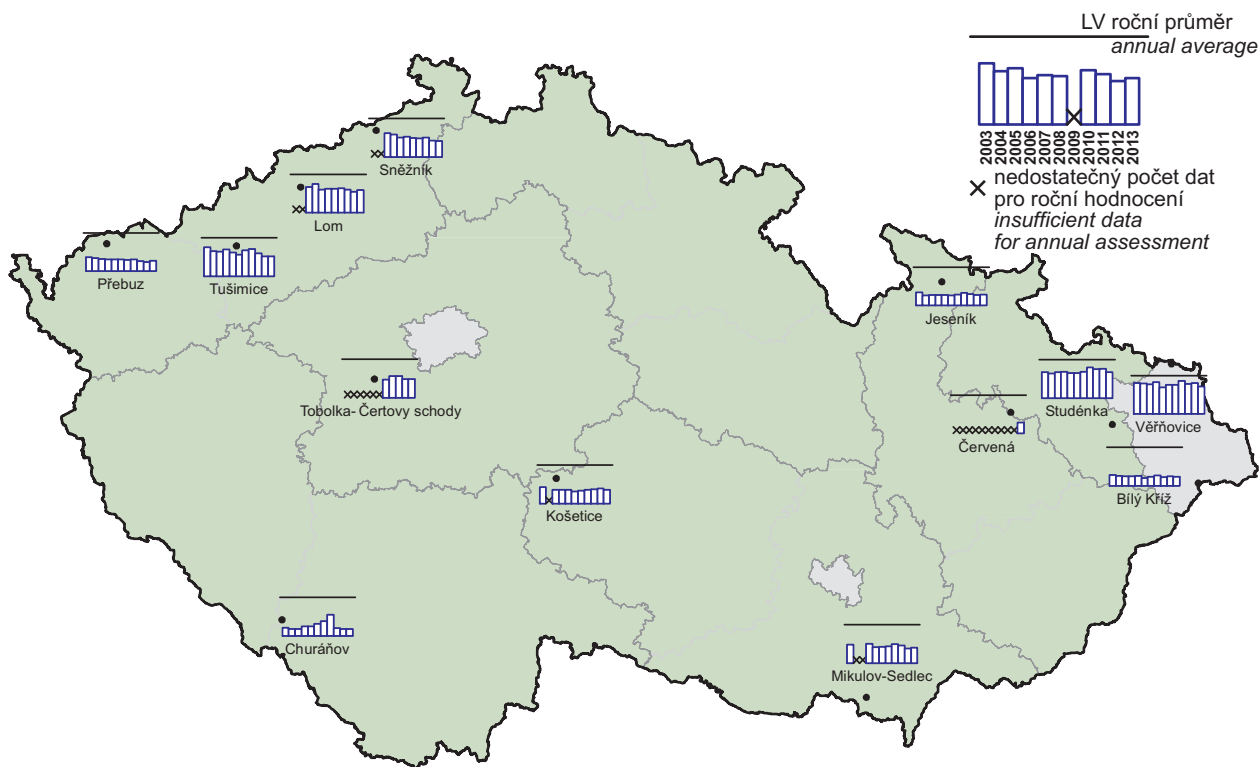 LV roční průměr
annual average
2003
2004
2005
2006
2007
2008
2009
2010
2011
2012
2013
nedostatečný počet dat
pro roční hodnocení
insufficient data
for annual assessment
Sněžník
Lom
Přebuz
Tušimice
Jeseník
Tobolka- Čertovy schody
Studénka
Věřňovice
Červená
Bílý Kříž
Košetice
Churáňov
Mikulov-Sedlec